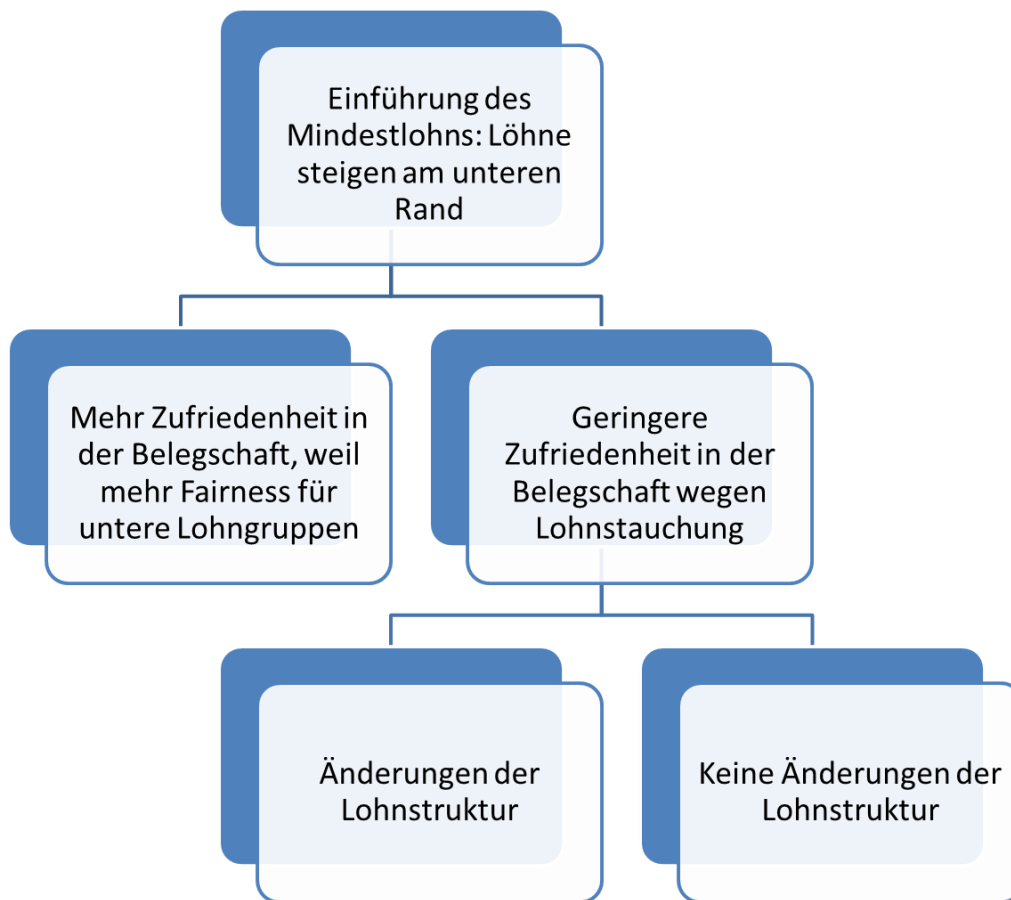 Einführung des
Mindestlohns: Löhne
steigen am unteren
Rand
Mehr Zufriedenheit in
der Belegschaft, weil
mehr Fairness für
untere Lohngruppen
Geringere
Zufriedenheit in der
Belegschaft wegen
Lohnstauchung
Änderungen der
Lohnstruktur
Keine Änderungen der
Lohnstruktur